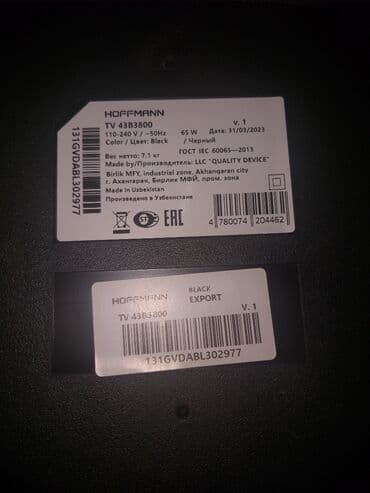 HOFFMANN
TV 43B3800 V. 1
110-240 V / ~50Hz 65 W Дата: 31/03/2023
Color / Цвет: Black / Черный
ГОСТ IEC 60065—2013
Вес нетто: 7.1 кг
Made by/Производитель: LLC "QUALITY DEVICE"
Birlik MFY, industrial zone, Akhangaran city
г. Ахангаран, Бирлик МФЙ, пром. зона
Made in Uzbekistan
Произведено в Узбекистане
EAC
4 780074 204462
131GVDABL302977
HOFFMANN BLACK
EXPORT
TV 43B3800 V. 1
131GVDABL302977